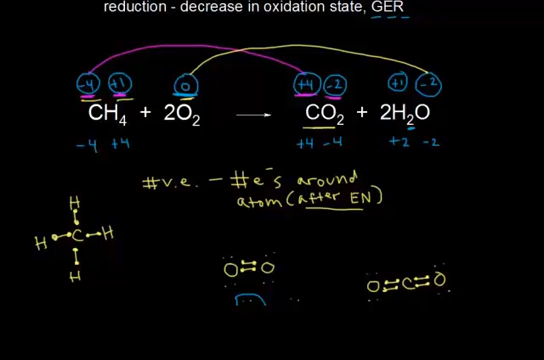 reduction - decrease in oxidation state, GER
-4 +1 0 +4 -2 +1 -2
CH4 + 2O2 → CO2 + 2H2O
-4 +4 +4 -4 +2 -2
#v.e. - #e⁻s around
atom (after EN)
H
H C H
H
O O
O C O